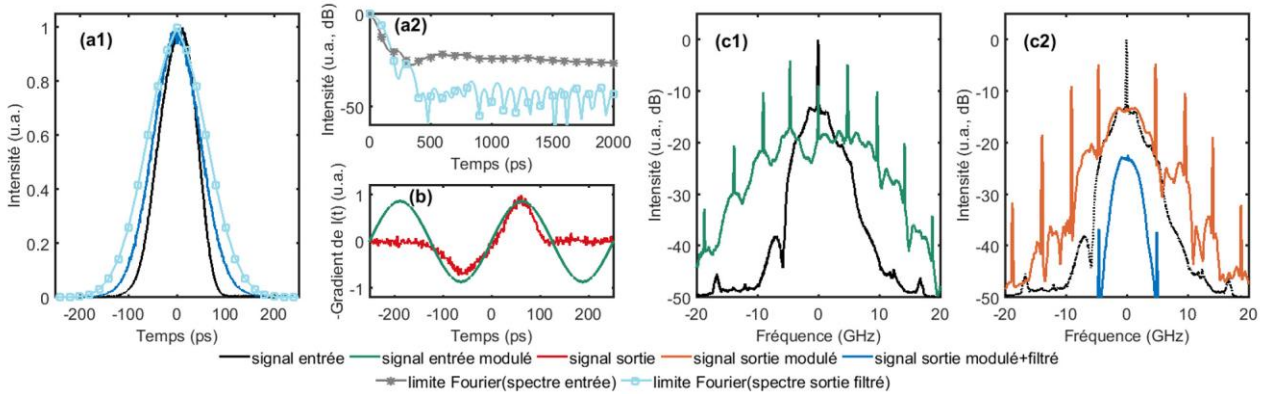 (a1)
Intensité (u.a.)
1
0.8
0.6
0.4
0.2
0
-200 -100 0 100 200
Temps (ps)
(a2)
Intensité (u.a., dB)
0
-50
0 500 1000 1500 2000
Temps (ps)
(b)
-Gradient de I(t) (u.a.)
1
0
-1
-200 -100 0 100 200
Temps (ps)
(c1)
Intensité (u.a., dB)
0
-10
-20
-30
-40
-50
-20 -10 0 10 20
Fréquence (GHz)
(c2)
Intensité (u.a., dB)
0
-10
-20
-30
-40
-50
-20 -10 0 10 20
Fréquence (GHz)
signal entrée signal entrée modulé signal sortie signal sortie modulé signal sortie modulé+filtré
limite Fourier(spectre entrée) limite Fourier(spectre sortie filtré)